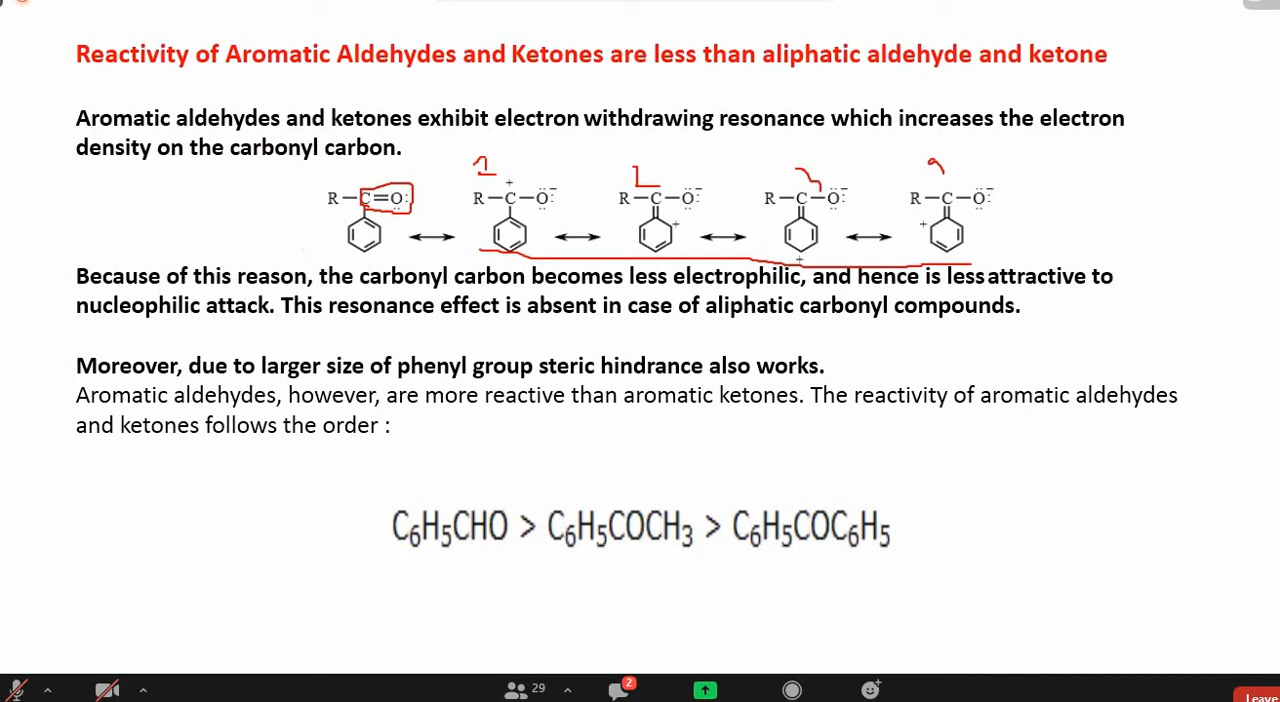 Reactivity of Aromatic Aldehydes and Ketones are less than aliphatic aldehyde and ketone
Aromatic aldehydes and ketones exhibit electron withdrawing resonance which increases the electron
density on the carbonyl carbon.
R—C=O: R—C—O R—C—O R—C—O R—C—O
Because of this reason, the carbonyl carbon becomes less electrophilic, and hence is less attractive to
nucleophilic attack. This resonance effect is absent in case of aliphatic carbonyl compounds.
Moreover, due to larger size of phenyl group steric hindrance also works.
Aromatic aldehydes, however, are more reactive than aromatic ketones. The reactivity of aromatic aldehydes
and ketones follows the order :
C₆H₅CHO > C₆H₅COCH₃ > C₆H₅COC₆H₅
29
2
Leave